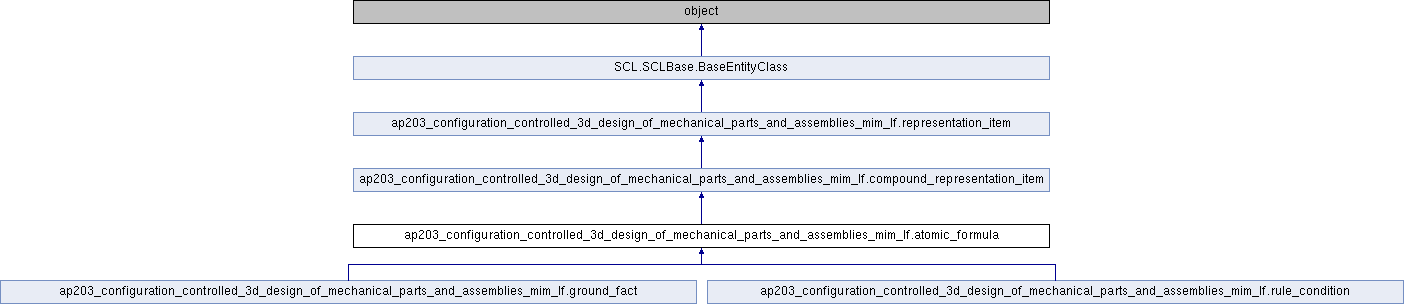 object
SCL.SCLBase.BaseEntityClass
ap203_configuration_controlled_3d_design_of_mechanical_parts_and_assemblies_mim_lf.representation_item
ap203_configuration_controlled_3d_design_of_mechanical_parts_and_assemblies_mim_lf.compound_representation_item
ap203_configuration_controlled_3d_design_of_mechanical_parts_and_assemblies_mim_lf.atomic_formula
ap203_configuration_controlled_3d_design_of_mechanical_parts_and_assemblies_mim_lf.ground_fact
ap203_configuration_controlled_3d_design_of_mechanical_parts_and_assemblies_mim_lf.rule_condition